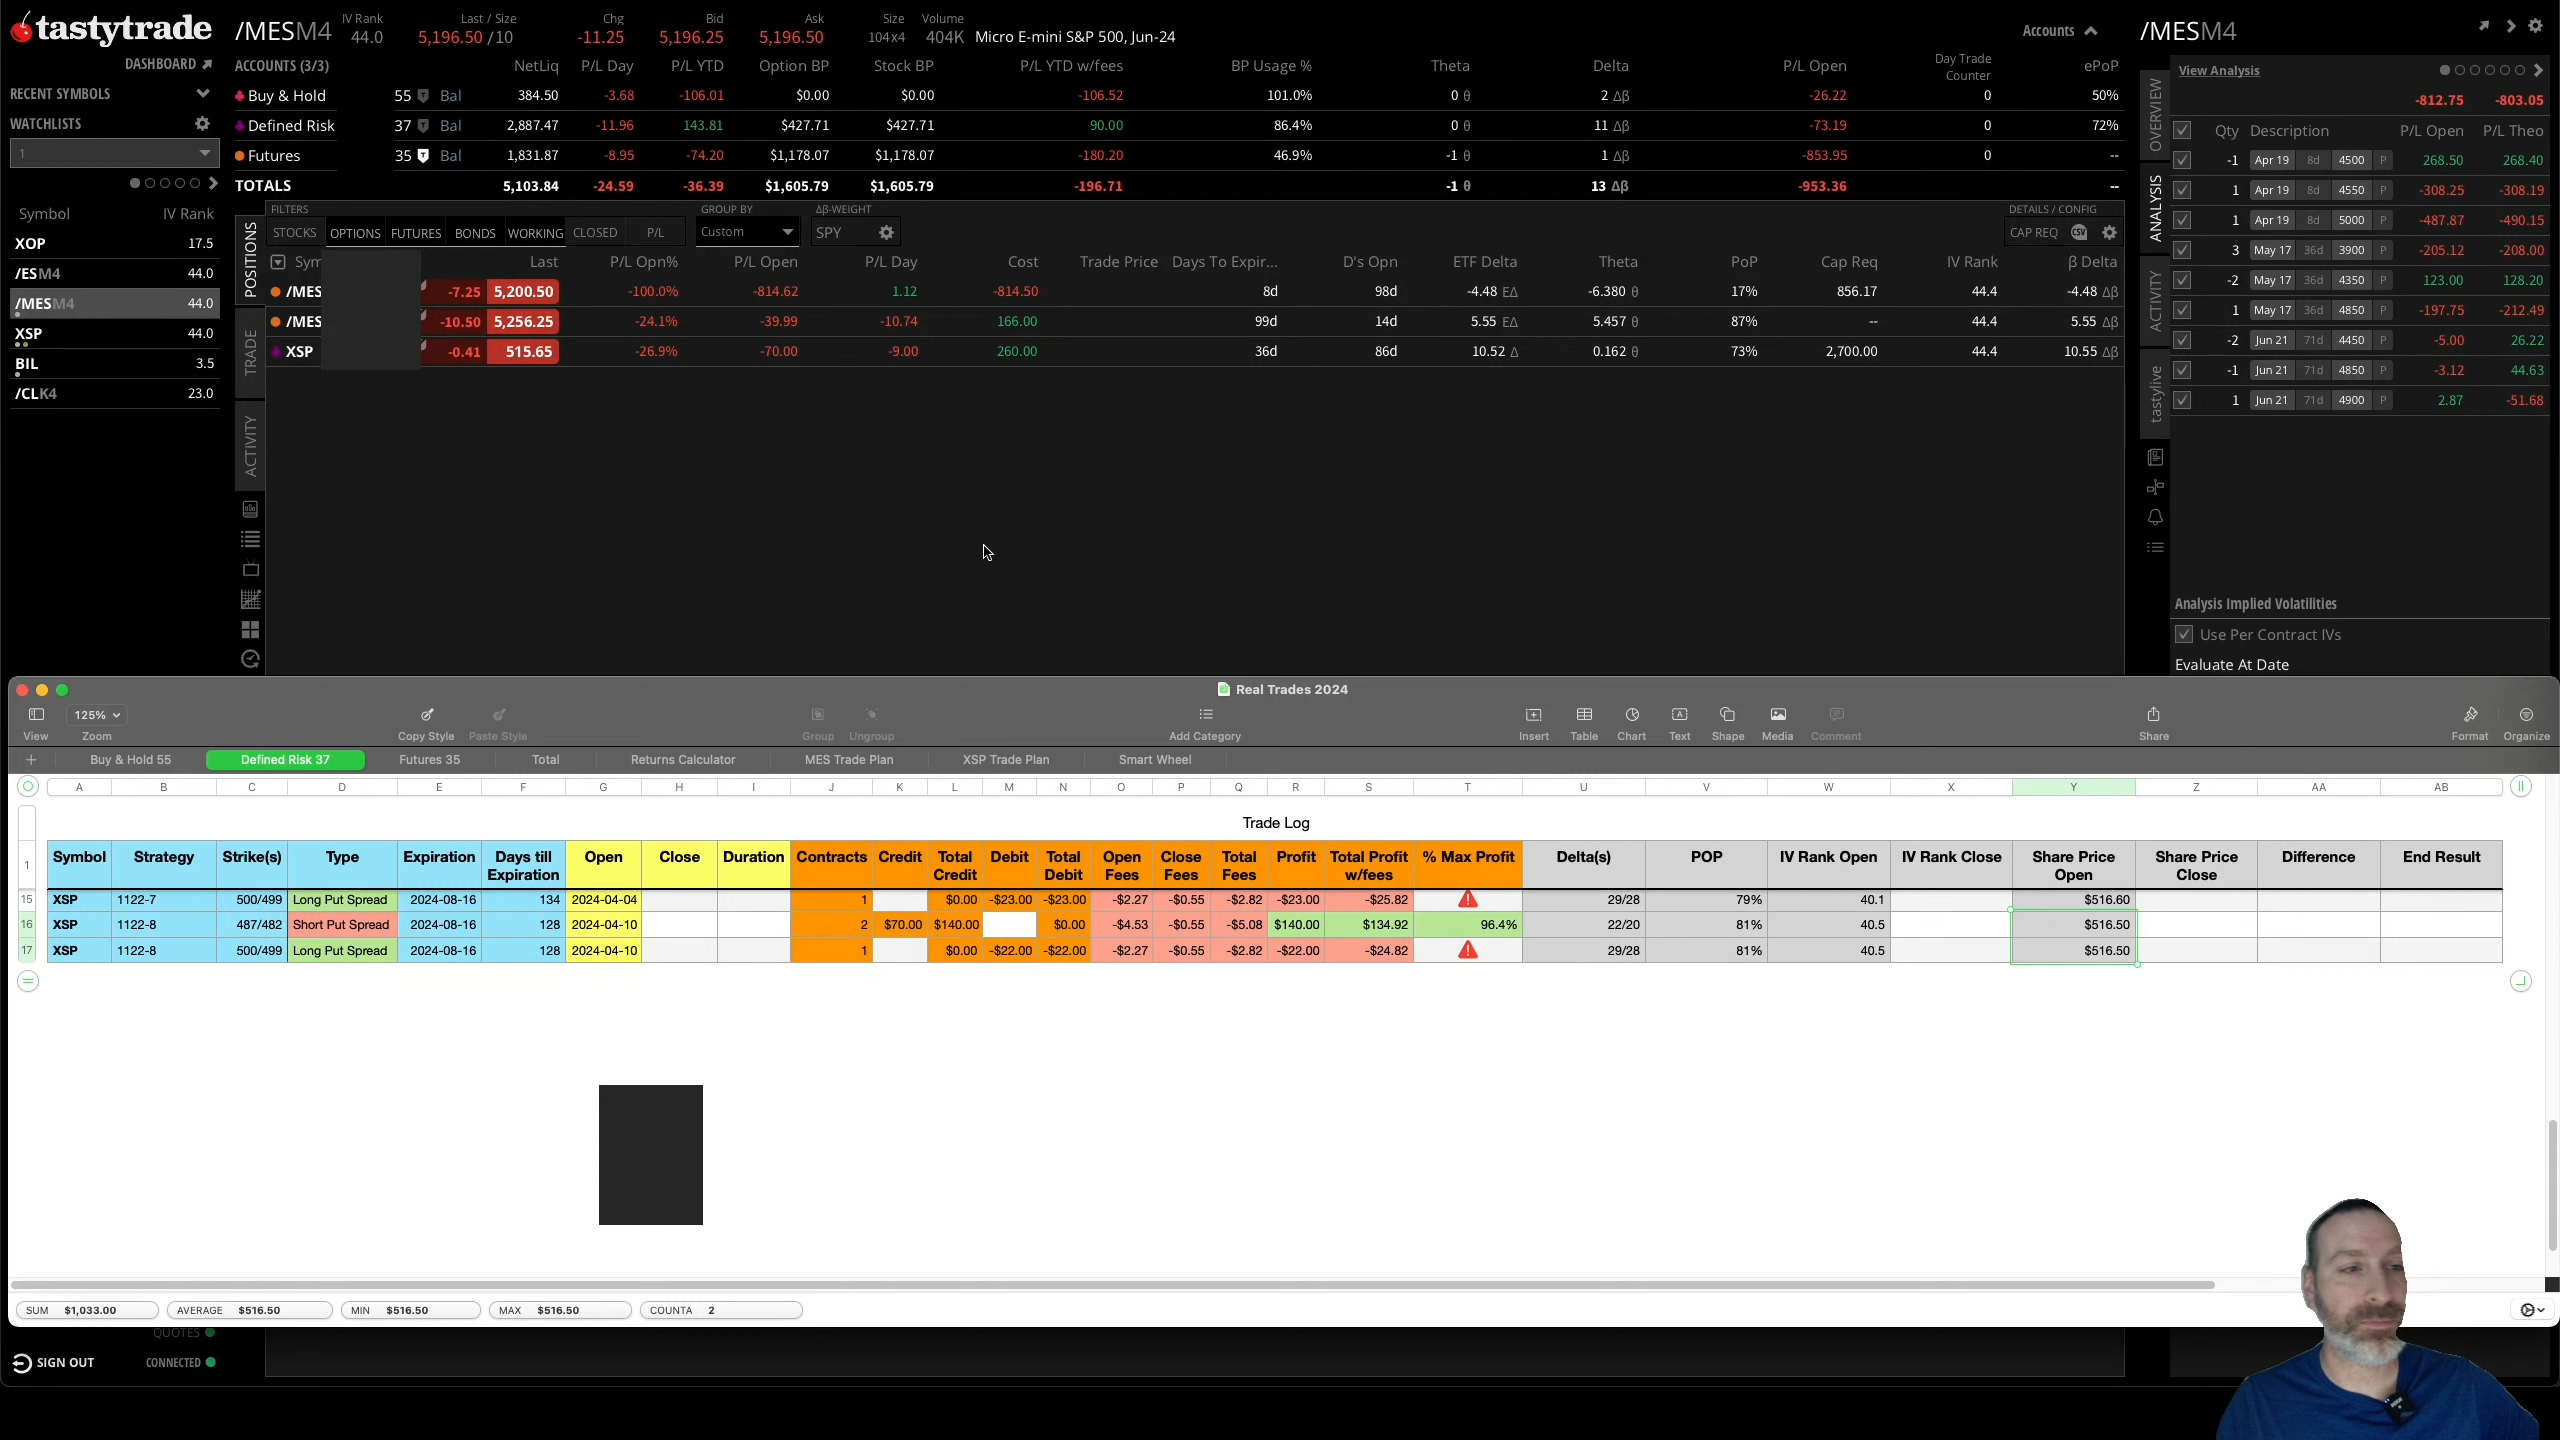 tastytrade
DASHBOARD
RECENT SYMBOLS
WATCHLISTS
1
Symbol IV Rank
XOP 17.5
/ESM4 44.0
/MESM4 44.0
XSP 44.0
BIL 3.5
/CLK4 23.0
/MESM4 IV Rank 44.0 Last / Size 5,196.50 / 10 Chg -11.25 Bid 5,196.25 Ask 5,196.50 Size 104x4 Volume 404K Micro E-mini S&P 500, Jun-24 Accounts
ACCOUNTS (3/3) NetLiq P/L Day P/L YTD Option BP Stock BP P/L YTD w/fees BP Usage % Theta Delta P/L Open Day Trade Counter ePoP
Buy & Hold 55 Bal 384.50 -3.68 -106.01 $0.00 $0.00 -106.52 101.0% 0 θ 2 Δβ -26.22 0 50%
Defined Risk 37 Bal 2,887.47 -11.96 143.81 $427.71 $427.71 90.00 86.4% 0 θ 11 Δβ -73.19 0 72%
Futures 35 Bal 1,831.87 -8.95 -74.20 $1,178.07 $1,178.07 -180.20 46.9% -1 θ 1 Δβ -853.95 0 --
TOTALS 5,103.84 -24.59 -36.39 $1,605.79 $1,605.79 -196.71 -1 θ 13 Δβ -953.36 --
FILTERS GROUP BY Δβ-WEIGHT DETAILS / CONFIG
STOCKS OPTIONS FUTURES BONDS WORKING CLOSED P/L Custom SPY CAP REQ CSV
POSITIONS
TRADE
ACTIVITY
Sym Last P/L Opn% P/L Open P/L Day Cost Trade Price Days To Expir... D's Opn ETF Delta Theta PoP Cap Req IV Rank β Delta
/MES -7.25 5,200.50 -100.0% -814.62 1.12 -814.50 8d 98d -4.48 EΔ -6.380 θ 17% 856.17 44.4 -4.48 Δβ
/MES -10.50 5,256.25 -24.1% -39.99 -10.74 166.00 99d 14d 5.55 EΔ 5.457 θ 87% -- 44.4 5.55 Δβ
XSP -0.41 515.65 -26.9% -70.00 -9.00 260.00 36d 86d 10.52 Δ 0.162 θ 73% 2,700.00 44.4 10.55 Δβ
/MESM4
OVERVIEW
ANALYSIS
ACTIVITY
tastylive
View Analysis
-812.75 -803.05
Qty Description P/L Open P/L Theo
-1 Apr 19 8d 4500 P 268.50 268.40
1 Apr 19 8d 4550 P -308.25 -308.19
1 Apr 19 8d 5000 P -487.87 -490.15
3 May 17 36d 3900 P -205.12 -208.00
-2 May 17 36d 4350 P 123.00 128.20
1 May 17 36d 4850 P -197.75 -212.49
-2 Jun 21 71d 4450 P -5.00 26.22
-1 Jun 21 71d 4850 P -3.12 44.63
1 Jun 21 71d 4900 P 2.87 -51.68
Analysis Implied Volatilities
Use Per Contract IVs
Evaluate At Date
Real Trades 2024
125%
View Zoom Copy Style Paste Style Group Ungroup Add Category Insert Table Chart Text Shape Media Comment Share Format Organize
Buy & Hold 55 Defined Risk 37 Futures 35 Total Returns Calculator MES Trade Plan XSP Trade Plan Smart Wheel
A B C D E F G H I J K L M N O P Q R S T U V W X Y Z AA AB
Trade Log
1 Symbol Strategy Strike(s) Type Expiration Days till Expiration Open Close Duration Contracts Credit Total Credit Debit Total Debit Open Fees Close Fees Total Fees Profit Total Profit w/fees % Max Profit Delta(s) POP IV Rank Open IV Rank Close Share Price Open Share Price Close Difference End Result
15 XSP 1122-7 500/499 Long Put Spread 2024-08-16 134 2024-04-04 1 $0.00 -$23.00 -$23.00 -$2.27 -$0.55 -$2.82 -$23.00 -$25.82 29/28 79% 40.1 $516.60
16 XSP 1122-8 487/482 Short Put Spread 2024-08-16 128 2024-04-10 2 $70.00 $140.00 $0.00 -$4.53 -$0.55 -$5.08 $140.00 $134.92 96.4% 22/20 81% 40.5 $516.50
17 XSP 1122-8 500/499 Long Put Spread 2024-08-16 128 2024-04-10 1 $0.00 -$22.00 -$22.00 -$2.27 -$0.55 -$2.82 -$22.00 -$24.82 29/28 81% 40.5 $516.50
SUM $1,033.00 AVERAGE $516.50 MIN $516.50 MAX $516.50 COUNTA 2
QUOTES
SIGN OUT CONNECTED